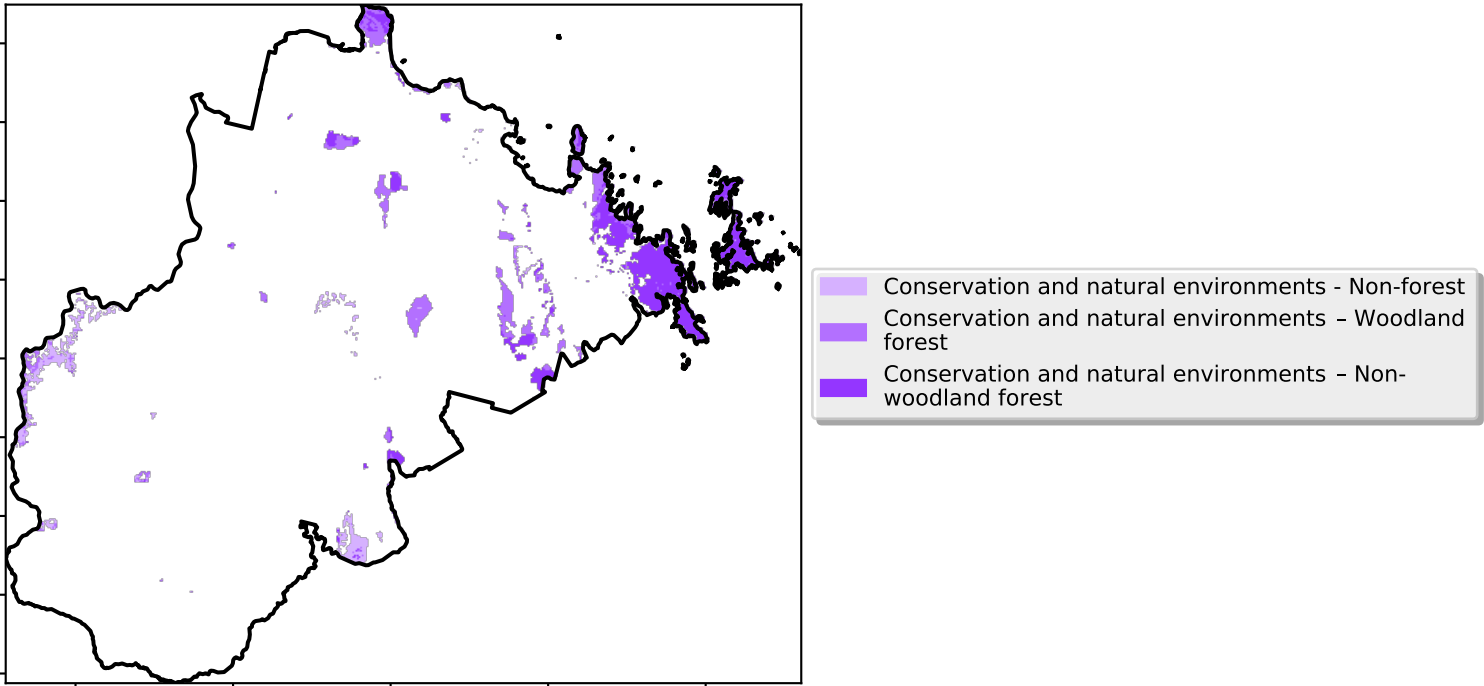 Conservation and natural environments - Non-forest
Conservation and natural environments – Woodland
forest
Conservation and natural environments – Non-
woodland forest